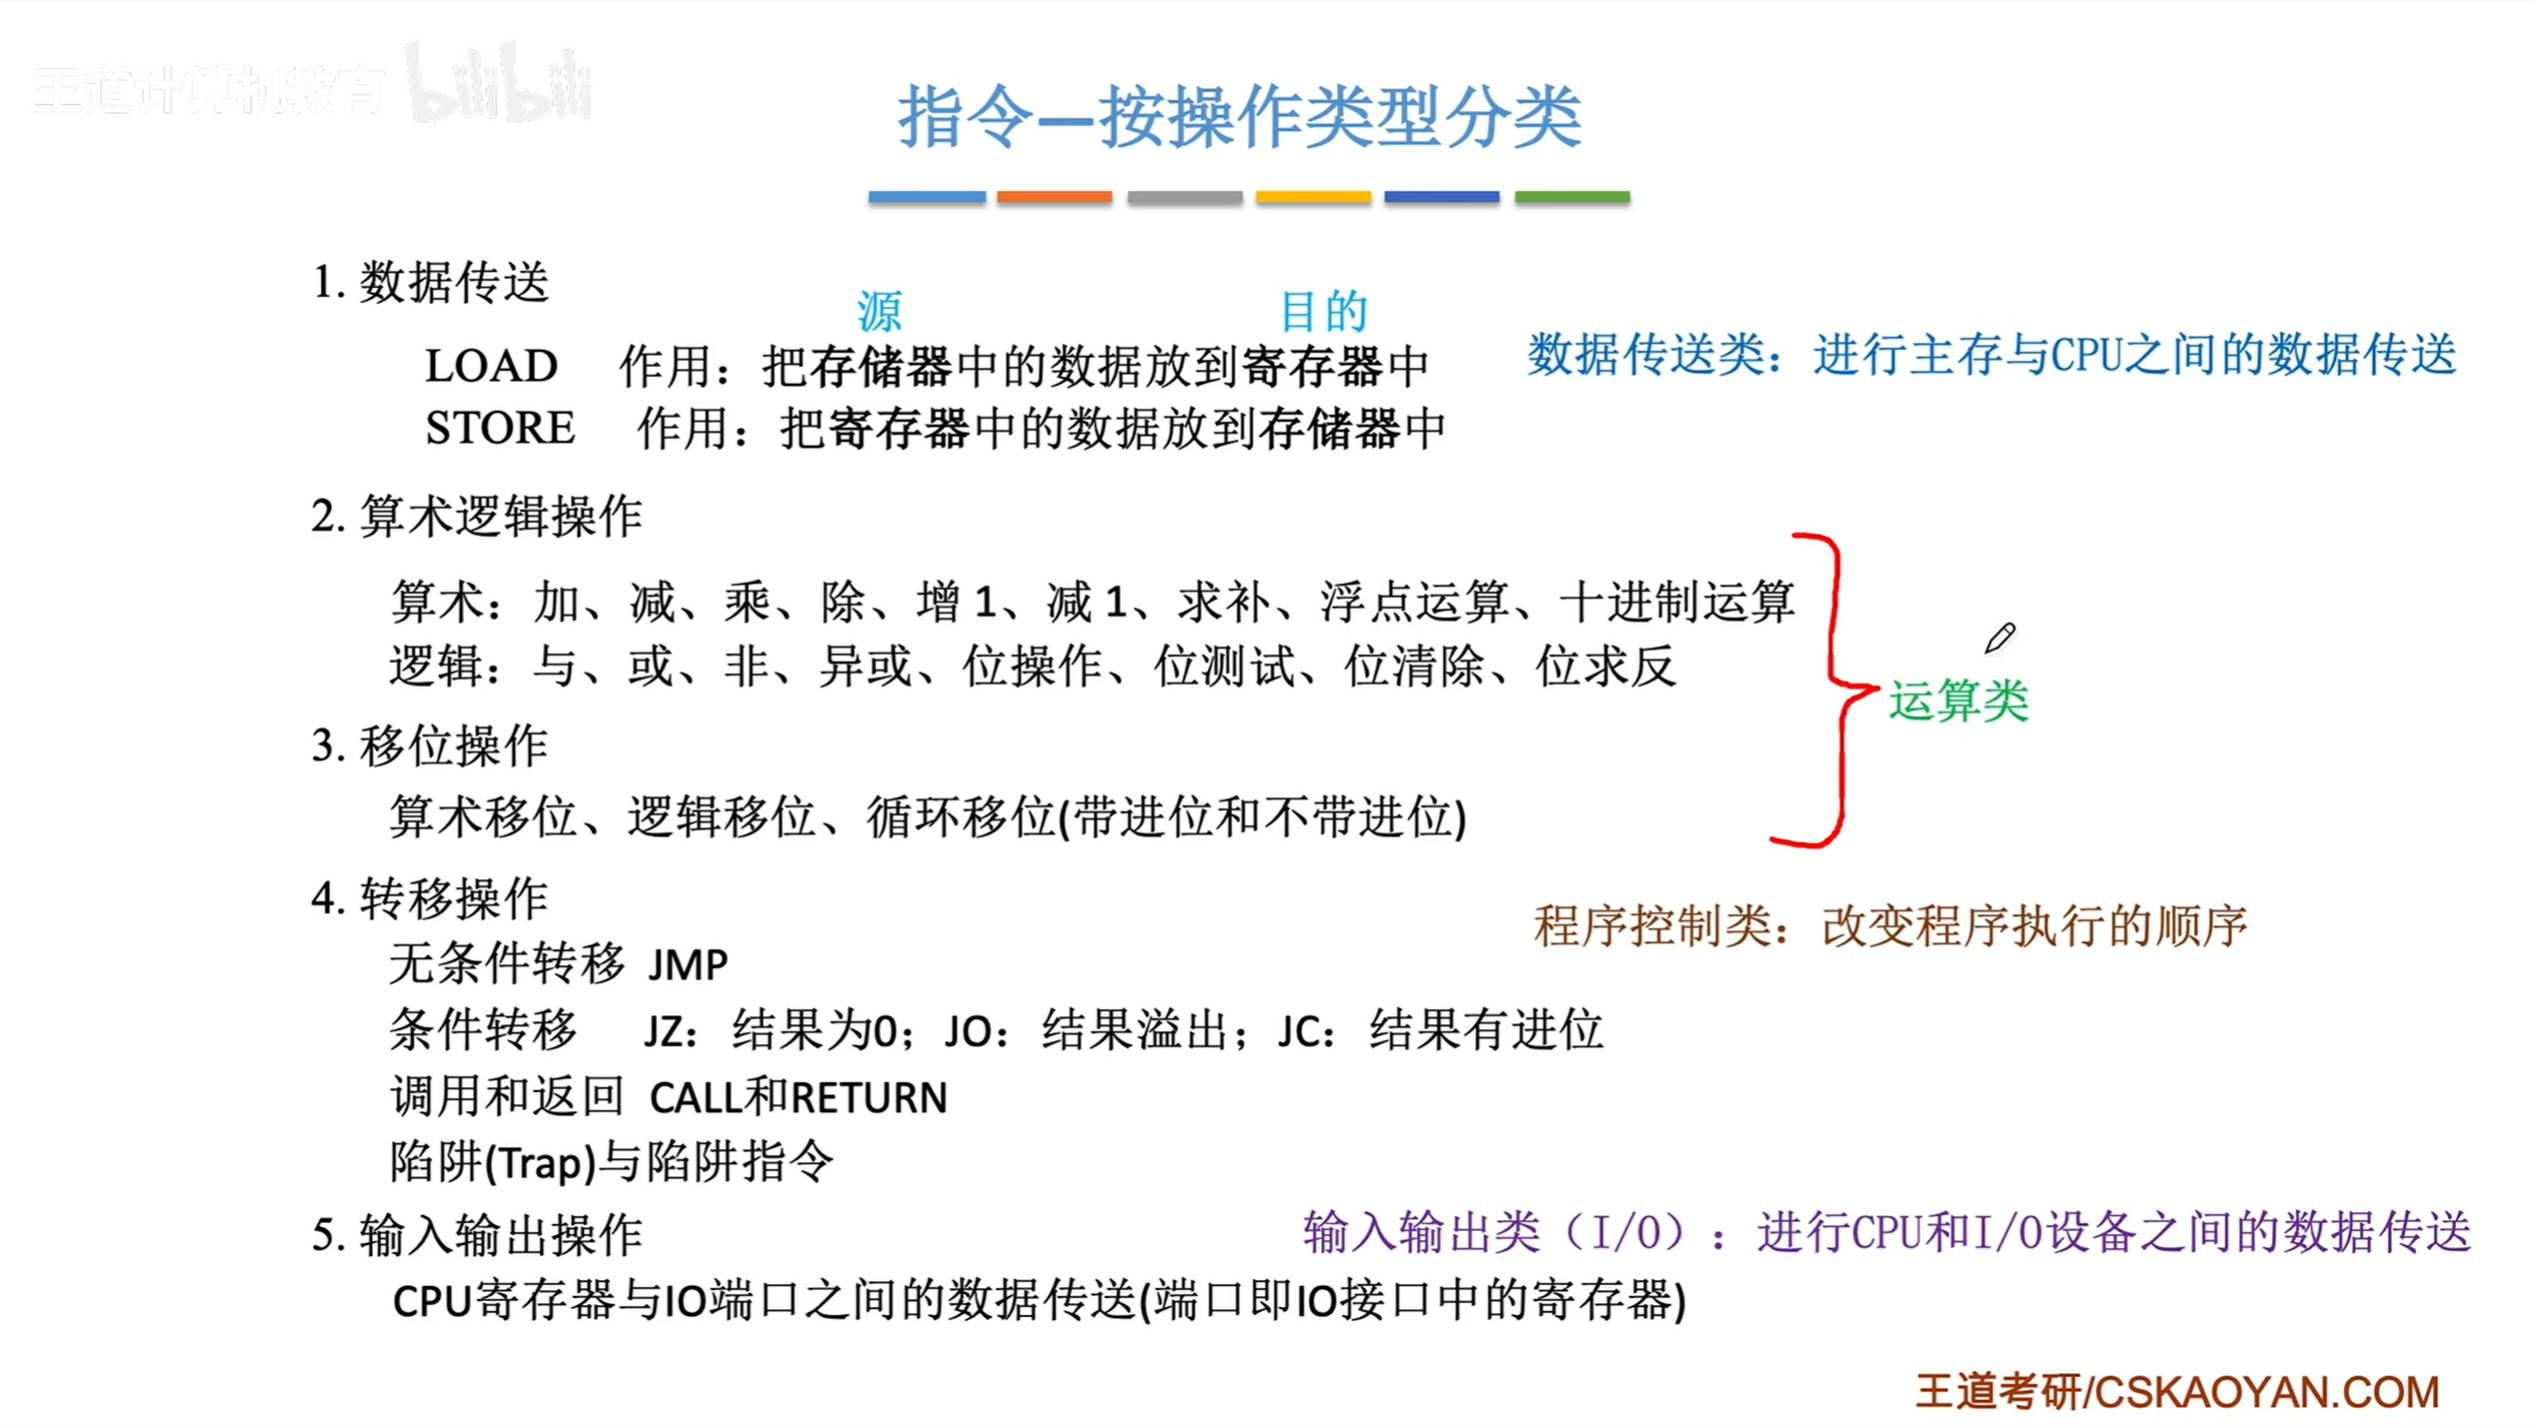 王道计算机教育 bilibili
指令—按操作类型分类
1. 数据传送
源 目的
LOAD 作用：把存储器中的数据放到寄存器中
数据传送类：进行主存与CPU之间的数据传送
STORE 作用：把寄存器中的数据放到存储器中
2. 算术逻辑操作
算术：加、减、乘、除、增 1、减 1、求补、浮点运算、十进制运算
逻辑：与、或、非、异或、位操作、位测试、位清除、位求反
运算类
3. 移位操作
算术移位、逻辑移位、循环移位(带进位和不带进位)
4. 转移操作
程序控制类：改变程序执行的顺序
无条件转移 JMP
条件转移 JZ：结果为0；JO：结果溢出；JC：结果有进位
调用和返回 CALL和RETURN
陷阱(Trap)与陷阱指令
5. 输入输出操作
输入输出类（I/O）：进行CPU和I/O设备之间的数据传送
CPU寄存器与IO端口之间的数据传送(端口即IO接口中的寄存器)
王道考研/CSKAOYAN.COM